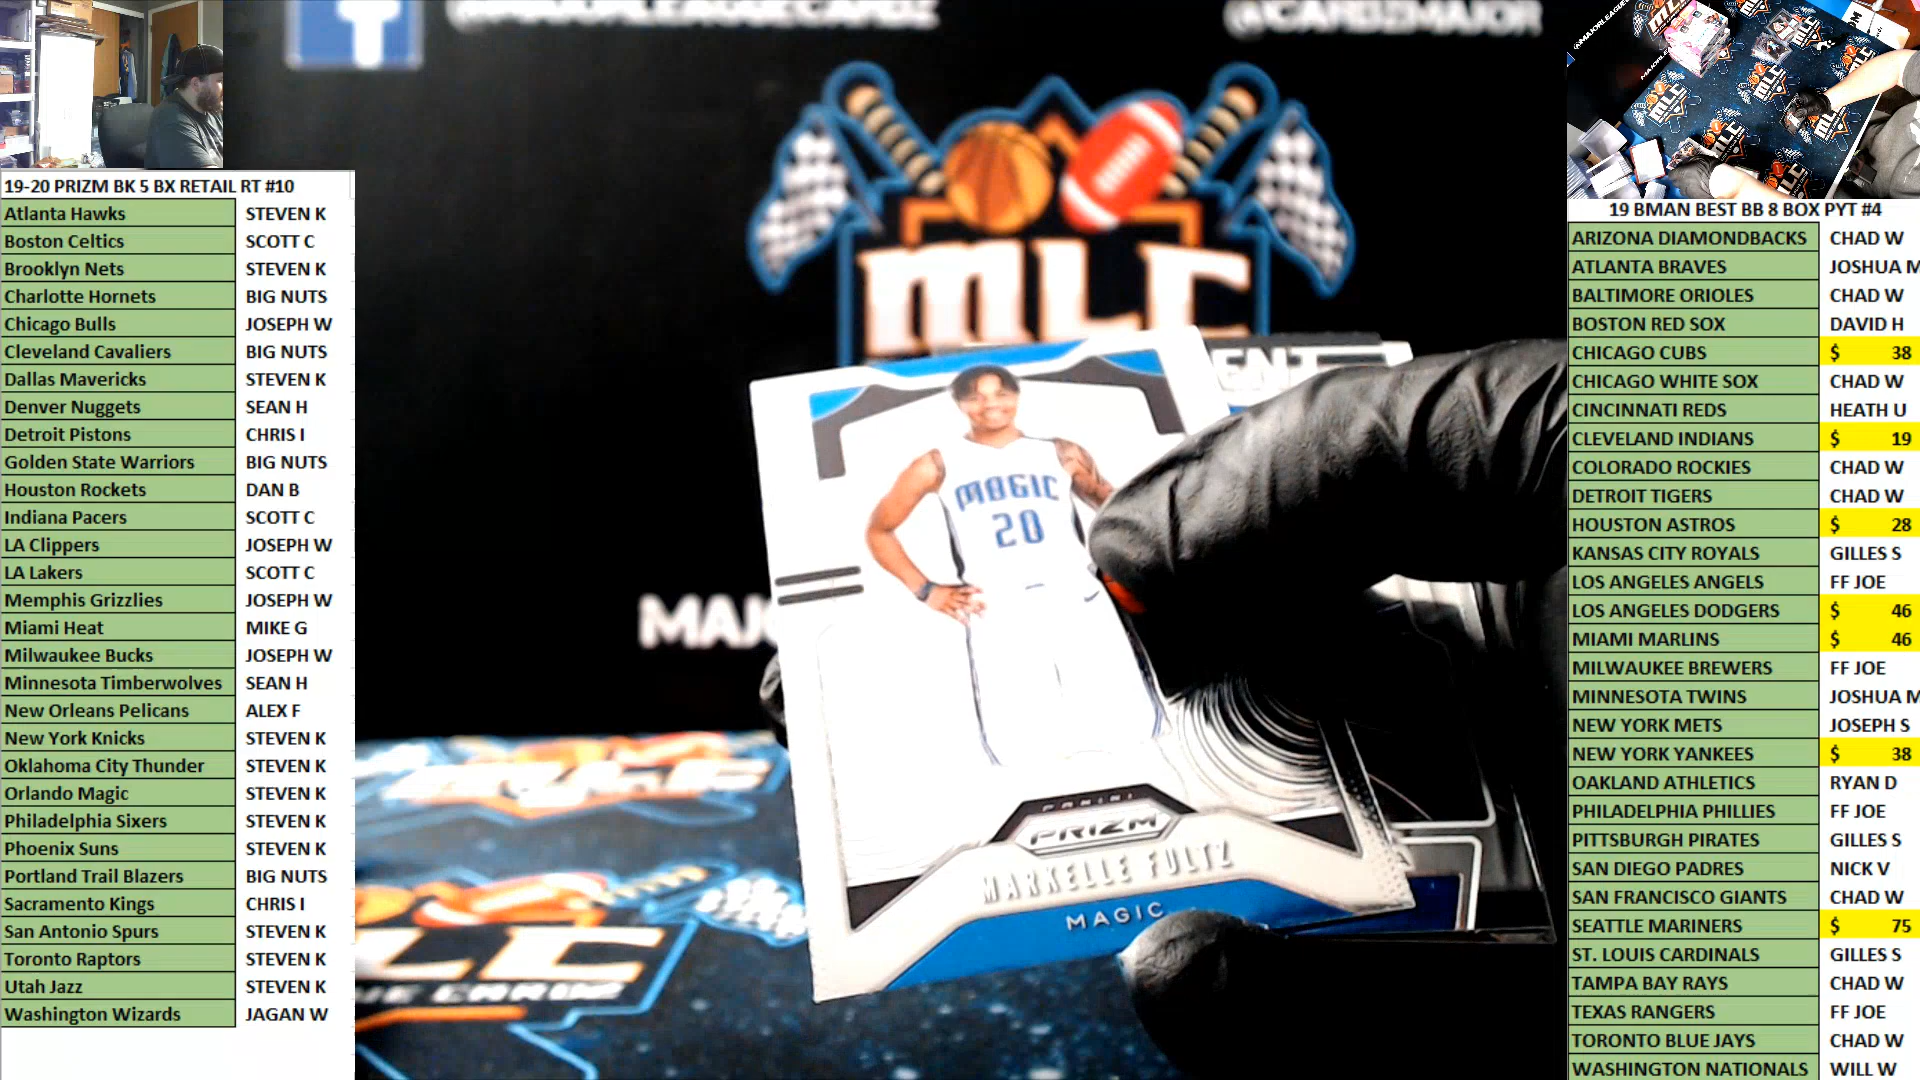 @MAJORLEAGUECARDZ
@CARDZMAJOR
MLC
19-20 PRIZM BK 5 BX RETAIL RT #10
Atlanta Hawks STEVEN K
Boston Celtics SCOTT C
Brooklyn Nets STEVEN K
Charlotte Hornets BIG NUTS
Chicago Bulls JOSEPH W
Cleveland Cavaliers BIG NUTS
Dallas Mavericks STEVEN K
Denver Nuggets SEAN H
Detroit Pistons CHRIS I
Golden State Warriors BIG NUTS
Houston Rockets DAN B
Indiana Pacers SCOTT C
LA Clippers JOSEPH W
LA Lakers SCOTT C
Memphis Grizzlies JOSEPH W
Miami Heat MIKE G
Milwaukee Bucks JOSEPH W
Minnesota Timberwolves SEAN H
New Orleans Pelicans ALEX F
New York Knicks STEVEN K
Oklahoma City Thunder STEVEN K
Orlando Magic STEVEN K
Philadelphia Sixers STEVEN K
Phoenix Suns STEVEN K
Portland Trail Blazers BIG NUTS
Sacramento Kings CHRIS I
San Antonio Spurs STEVEN K
Toronto Raptors STEVEN K
Utah Jazz STEVEN K
Washington Wizards JAGAN W
MAGIC
20
PANINI
PRIZM
MARKELLE FULTZ
MAGIC
19 BMAN BEST BB 8 BOX PYT #4
ARIZONA DIAMONDBACKS CHAD W
ATLANTA BRAVES JOSHUA M
BALTIMORE ORIOLES CHAD W
BOSTON RED SOX DAVID H
CHICAGO CUBS $ 38
CHICAGO WHITE SOX CHAD W
CINCINNATI REDS HEATH U
CLEVELAND INDIANS $ 19
COLORADO ROCKIES CHAD W
DETROIT TIGERS CHAD W
HOUSTON ASTROS $ 28
KANSAS CITY ROYALS GILLES S
LOS ANGELES ANGELS FF JOE
LOS ANGELES DODGERS $ 46
MIAMI MARLINS $ 46
MILWAUKEE BREWERS FF JOE
MINNESOTA TWINS JOSHUA M
NEW YORK METS JOSEPH S
NEW YORK YANKEES $ 38
OAKLAND ATHLETICS RYAN D
PHILADELPHIA PHILLIES FF JOE
PITTSBURGH PIRATES GILLES S
SAN DIEGO PADRES NICK V
SAN FRANCISCO GIANTS CHAD W
SEATTLE MARINERS $ 75
ST. LOUIS CARDINALS GILLES S
TAMPA BAY RAYS CHAD W
TEXAS RANGERS FF JOE
TORONTO BLUE JAYS CHAD W
WASHINGTON NATIONALS WILL W